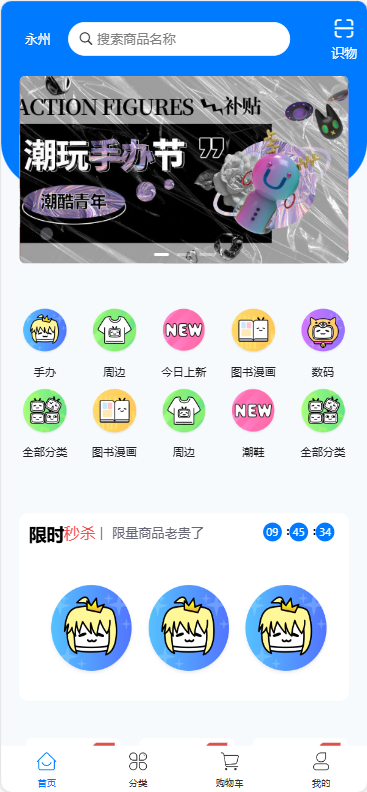 永州
搜索商品名称
识物
ACTION FIGURES
补贴
潮玩手办节
潮酷青年
NEW
手办
周边
今日上新
图书漫画
数码
NEW
全部分类
图书漫画
周边
潮鞋
全部分类
限时秒杀 | 限量商品老贵了
09 : 45 : 34
首页
分类
购物车
我的